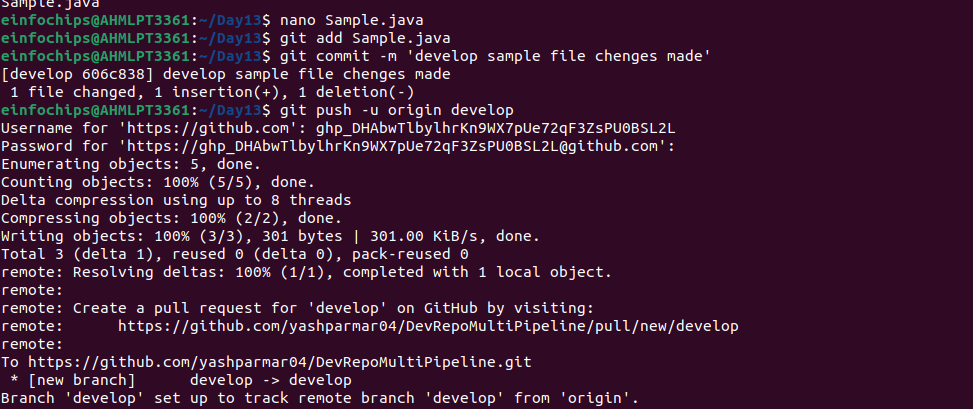 Sample.java
einfochips@AHMLPT3361:~/Day13$ nano Sample.java
einfochips@AHMLPT3361:~/Day13$ git add Sample.java
einfochips@AHMLPT3361:~/Day13$ git commit -m 'develop sample file chenges made'
[develop 606c838] develop sample file chenges made
 1 file changed, 1 insertion(+), 1 deletion(-)
einfochips@AHMLPT3361:~/Day13$ git push -u origin develop
Username for 'https://github.com': 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
Password for 'https://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@github.com':
Enumerating objects: 5, done.
Counting objects: 100% (5/5), done.
Delta compression using up to 8 threads
Compressing objects: 100% (2/2), done.
Writing objects: 100% (3/3), 301 bytes | 301.00 KiB/s, done.
Total 3 (delta 1), reused 0 (delta 0), pack-reused 0
remote: Resolving deltas: 100% (1/1), completed with 1 local object.
remote:
remote: Create a pull request for 'develop' on GitHub by visiting:
remote:      https://github.com/yashparmar04/DevRepoMultiPipeline/pull/new/develop
remote:
To https://github.com/yashparmar04/DevRepoMultiPipeline.git
 * [new branch]      develop -> develop
Branch 'develop' set up to track remote branch 'develop' from 'origin'.